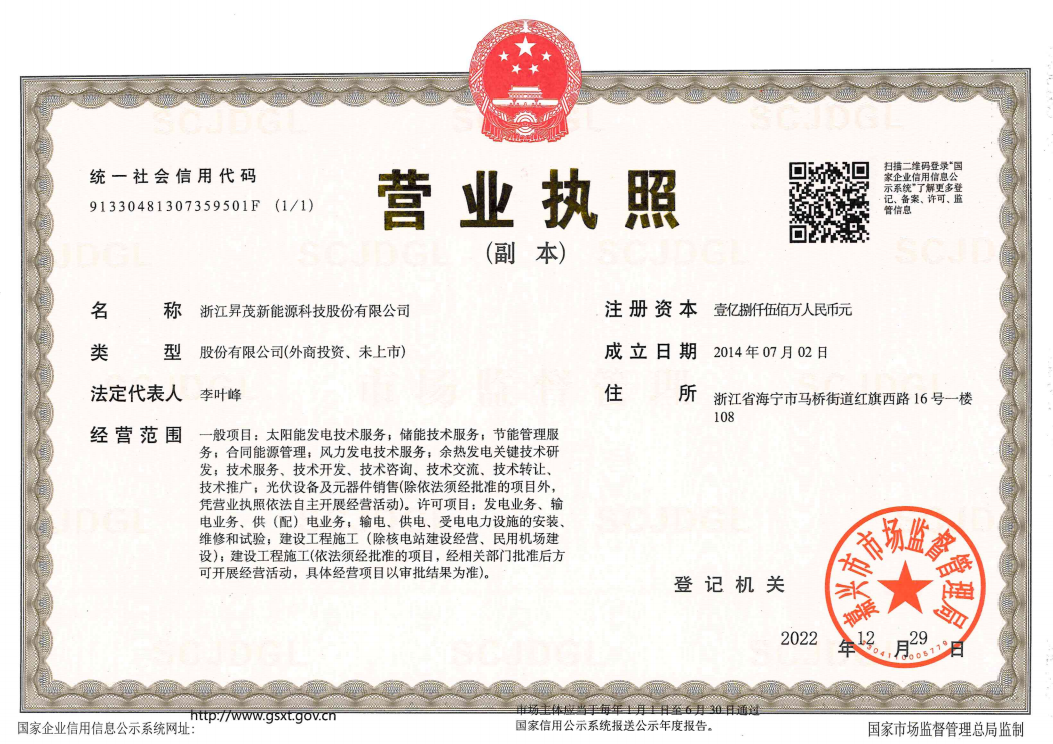 统一社会信用代码
91330481307359501F (1/1)
营业执照
(副 本)
扫描二维码登录“国
家企业信用信息公
示系统”了解更多登
记、备案、许可、监
管信息
名 称 浙江昇茂新能源科技股份有限公司
类 型 股份有限公司(外商投资、未上市)
法定代表人 李叶峰
经营范围 一般项目：太阳能发电技术服务；储能技术服务；节能管理服
务；合同能源管理；风力发电技术服务；余热发电关键技术研
发；技术服务、技术开发、技术咨询、技术交流、技术转让、
技术推广；光伏设备及元器件销售(除依法须经批准的项目外，
凭营业执照依法自主开展经营活动)。许可项目：发电业务、输
电业务、供（配）电业务；输电、供电、受电电力设施的安装、
维修和试验；建设工程施工（除核电站建设经营、民用机场建
设）；建设工程施工(依法须经批准的项目，经相关部门批准后方
可开展经营活动，具体经营项目以审批结果为准)。
注册资本 壹亿捌仟伍佰万人民币元
成立日期 2014 年 07 月 02 日
住 所 浙江省海宁市马桥街道红旗西路 16 号一楼
108
登记机关
嘉兴市市场监督管理局
3304110005779
2022 年 12 月 29 日
国家企业信用信息公示系统网址：
http://www.gsxt.gov.cn
市场主体应当于每年 1 月 1 日至 6 月 30 日通过
国家信用公示系统报送公示年度报告。
国家市场监督管理总局监制
SCJDGL
市场监督管理